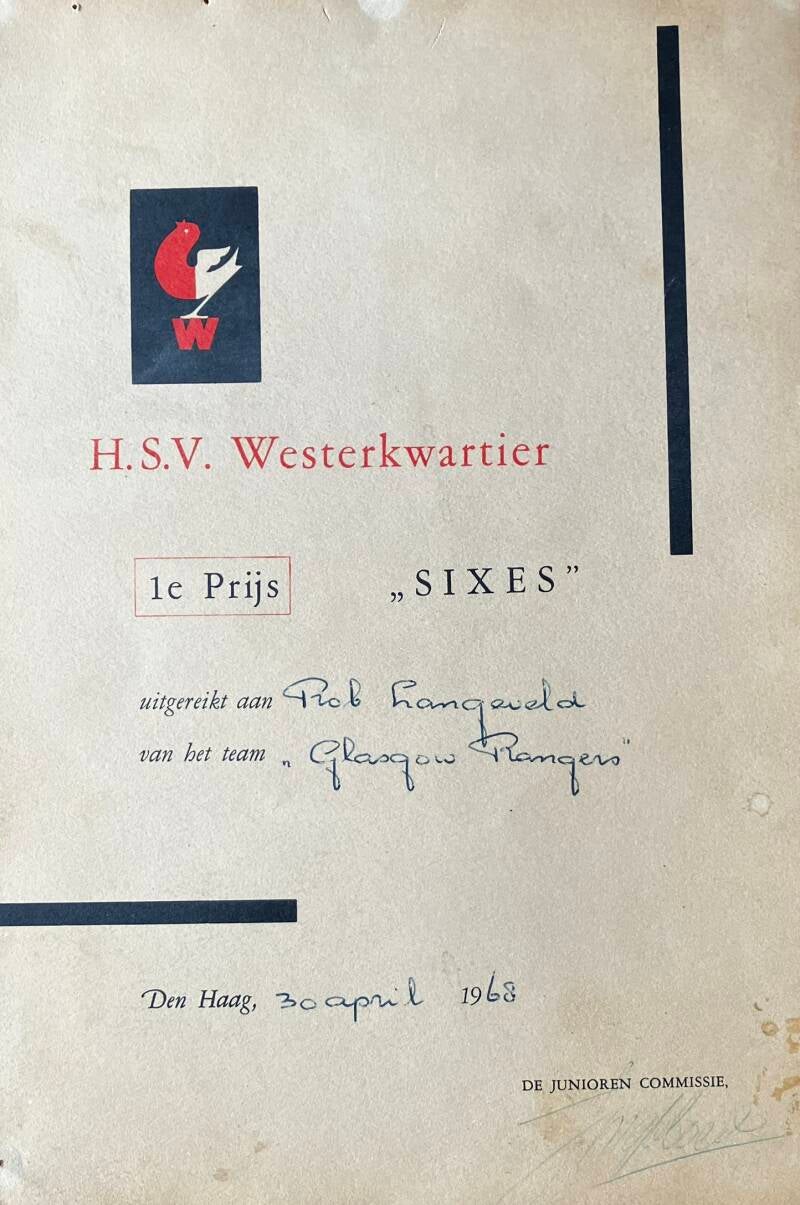 W
H.S.V. Westerkwartier
1e Prijs „SIXES”
uitgereikt aan Rob Langeveld
van het team „Glasgow Rangers"
Den Haag, 30 april 1968
DE JUNIOREN COMMISSIE,